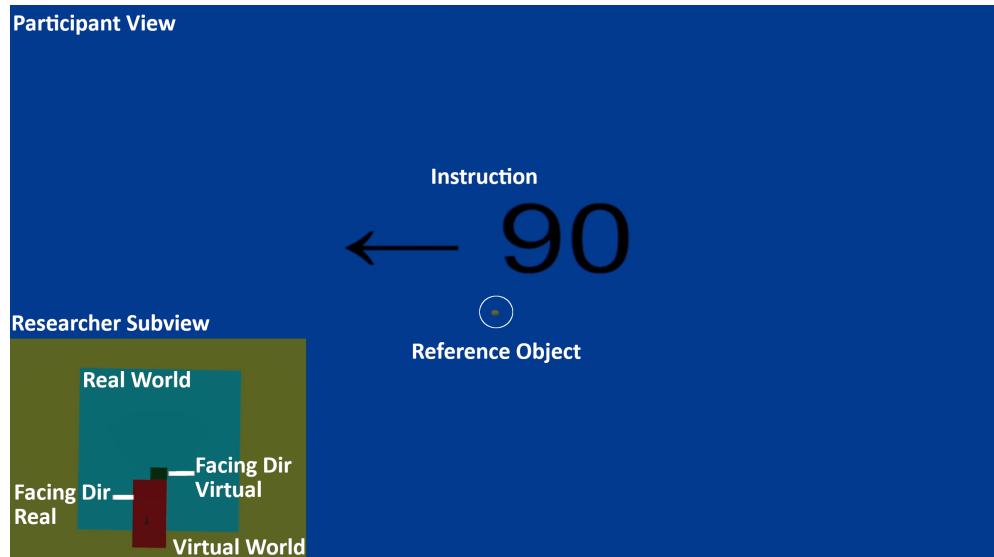 Participant View
Instruction
← 90
Reference Object
Researcher Subview
Real World
Facing Dir
Virtual
Facing Dir
Real
Virtual World